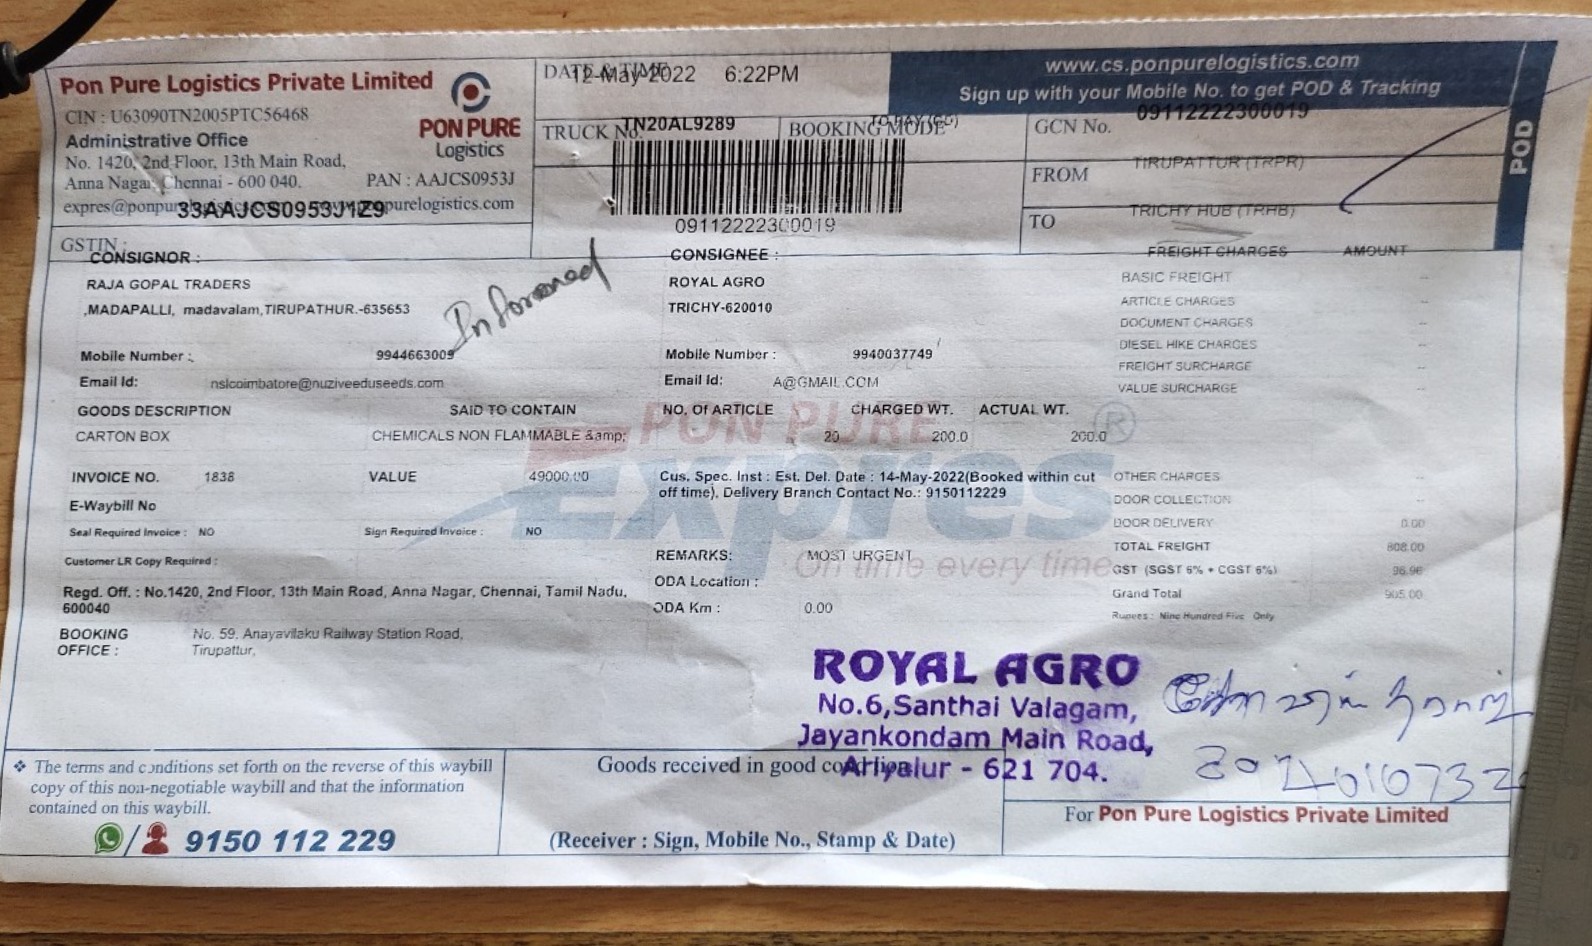 Pon Pure Logistics Private Limited
CIN : U63090TN2005PTC56468
Administrative Office
No. 1420, 2nd Floor, 13th Main Road,
Anna Nagar, Chennai - 600 040. PAN : AAJCS0953J
33AAJCS0953J1Z9
GSTIN :
PON PURE
Logistics
DATE & TIME 12-May-2022 6:22PM
TRUCK No. TN20AL9289
BOOKING MODE
09112222300019
www.cs.ponpurelogistics.com
Sign up with your Mobile No. to get POD & Tracking
GCN No. 09112222300019
FROM TIRUPATTUR (TRPR)
TO TRICHY HUB (TRHB)
POD
CONSIGNOR :
RAJA GOPAL TRADERS
,MADAPALLI, madavalam,TIRUPATHUR.-635653
Mobile Number : 9944663009
Email Id: nslcoimbatore@nuziveeduseeds.com
Informed
CONSIGNEE :
ROYAL AGRO
TRICHY-620010
Mobile Number : 9940037749
Email Id: A@GMAIL.COM
FREIGHT CHARGES AMOUNT
BASIC FREIGHT --
ARTICLE CHARGES --
DOCUMENT CHARGES --
DIESEL HIKE CHARGES --
FREIGHT SURCHARGE --
VALUE SURCHARGE --
GOODS DESCRIPTION SAID TO CONTAIN NO. Of ARTICLE CHARGED WT. ACTUAL WT.
CARTON BOX CHEMICALS NON FLAMMABLE &amp; 20 200.0 200.0
PON PURE
Expres
On time every time
INVOICE NO. 1838 VALUE 49000.00
E-Waybill No
Seal Required Invoice : NO Sign Required Invoice : NO
Customer LR Copy Required :
Cus. Spec. Inst : Est. Del. Date : 14-May-2022(Booked within cut
off time), Delivery Branch Contact No.: 9150112229
REMARKS: MOST URGENT
ODA Location :
ODA Km : 0.00
OTHER CHARGES --
DOOR COLLECTION --
DOOR DELIVERY 0.00
TOTAL FREIGHT 808.00
GST (SGST 6% + CGST 6%) 96.96
Grand Total 905.00
Rupees : Nine Hundred Five Only
Regd. Off. : No.1420, 2nd Floor, 13th Main Road, Anna Nagar, Chennai, Tamil Nadu,
600040
BOOKING OFFICE : No. 59, Anayavilaku Railway Station Road,
Tirupattur,
ROYAL AGRO
No.6,Santhai Valagam,
Jayankondam Main Road,
Ariyalur - 621 704.
❖ The terms and conditions set forth on the reverse of this waybill
copy of this non-negotiable waybill and that the information
contained on this waybill.
9150 112 229
Goods received in good condition
(Receiver : Sign, Mobile No., Stamp & Date)
For Pon Pure Logistics Private Limited